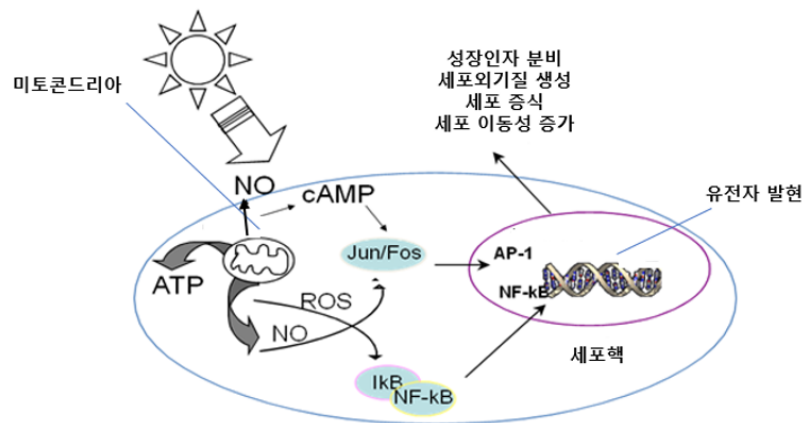 성장인자 분비
세포외기질 생성
세포 증식
세포 이동성 증가
미토콘드리아
NO
cAMP
유전자 발현
Jun/Fos
AP-1
ATP
ROS
NF-kB
NO
세포핵
IkB
NF-kB